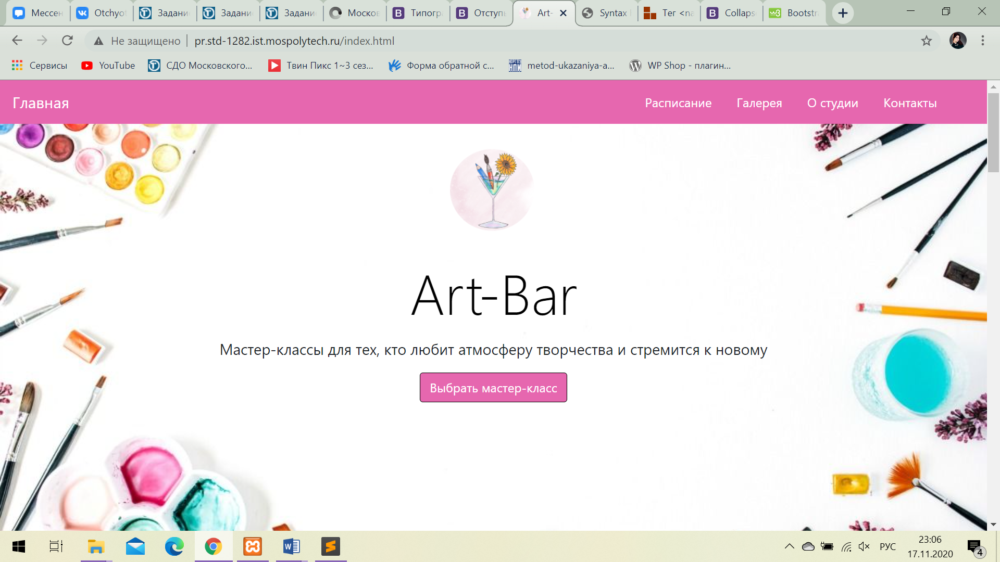 Мессен
Otchyo
Задани
Задани
Задани
Москов
Типогр
Отступ
Art-
Syntax
Тег <na
Collaps
Bootstr
Не защищено
pr.std-1282.ist.mospolytech.ru/index.html
Сервисы
YouTube
СДО Московского...
Твин Пикс 1~3 сез...
Форма обратной с...
metod-ukazaniya-a...
WP Shop - плагин...
Главная
Расписание
Галерея
О студии
Контакты
Art-Bar
Мастер-классы для тех, кто любит атмосферу творчества и стремится к новому
Выбрать мастер-класс
РУС
23:06
17.11.2020
4